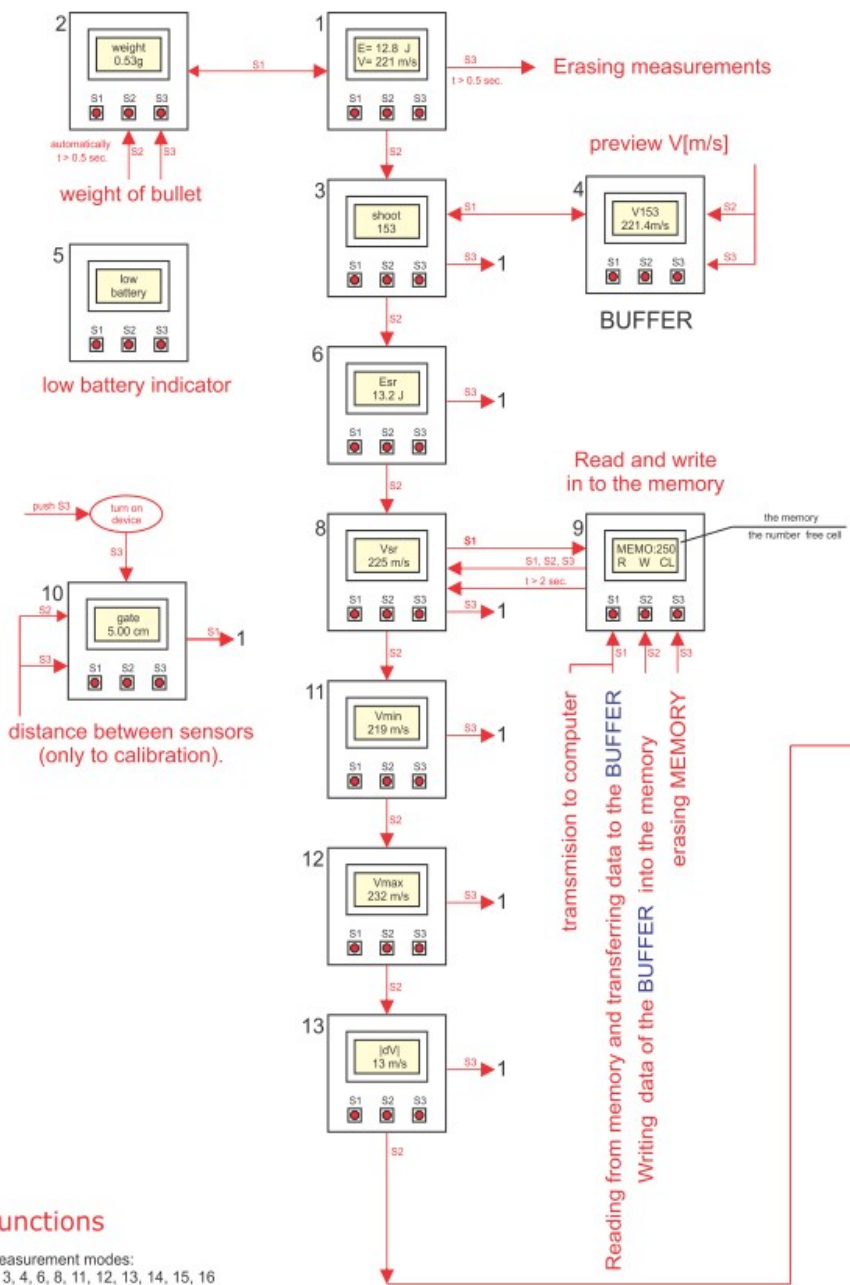 2
weight
0.53g
S1 S2 S3
automatically
t > 0.5 sec.
S2
S3
weight of bullet
S1
1
E= 12.8 J
V= 221 m/s
S1 S2 S3
S3
t > 0.5 sec.
Erasing measurements
S2
preview V[m/s]
3
shoot
153
S1 S2 S3
S1
S3
1
S2
4
V153
221.4m/s
S1 S2 S3
S2
S3
BUFFER
5
low
battery
S1 S2 S3
low battery indicator
6
Esr
13.2 J
S1 S2 S3
S3
1
S2
Read and write
in to the memory
8
Vsr
225 m/s
S1 S2 S3
S1
S1, S2, S3
t > 2 sec.
S3
1
S2
9
MEMO:250
R W CL
S1 S2 S3
the memory
the number free cell
S1
S2
S3
tramsmision to computer
Reading from memory and transferring data to the BUFFER
Writing data of the BUFFER into the memory
erasing MEMORY
push S3
turn on
device
S3
10
gate
5.00 cm
S1 S2 S3
S2
S3
S1
1
distance between sensors
(only to calibration).
11
Vmin
219 m/s
S1 S2 S3
S3
1
S2
12
Vmax
232 m/s
S1 S2 S3
S3
1
S2
13
|dV|
13 m/s
S1 S2 S3
S3
1
S2
unctions
easurement modes:
3, 4, 6, 8, 11, 12, 13, 14, 15, 16